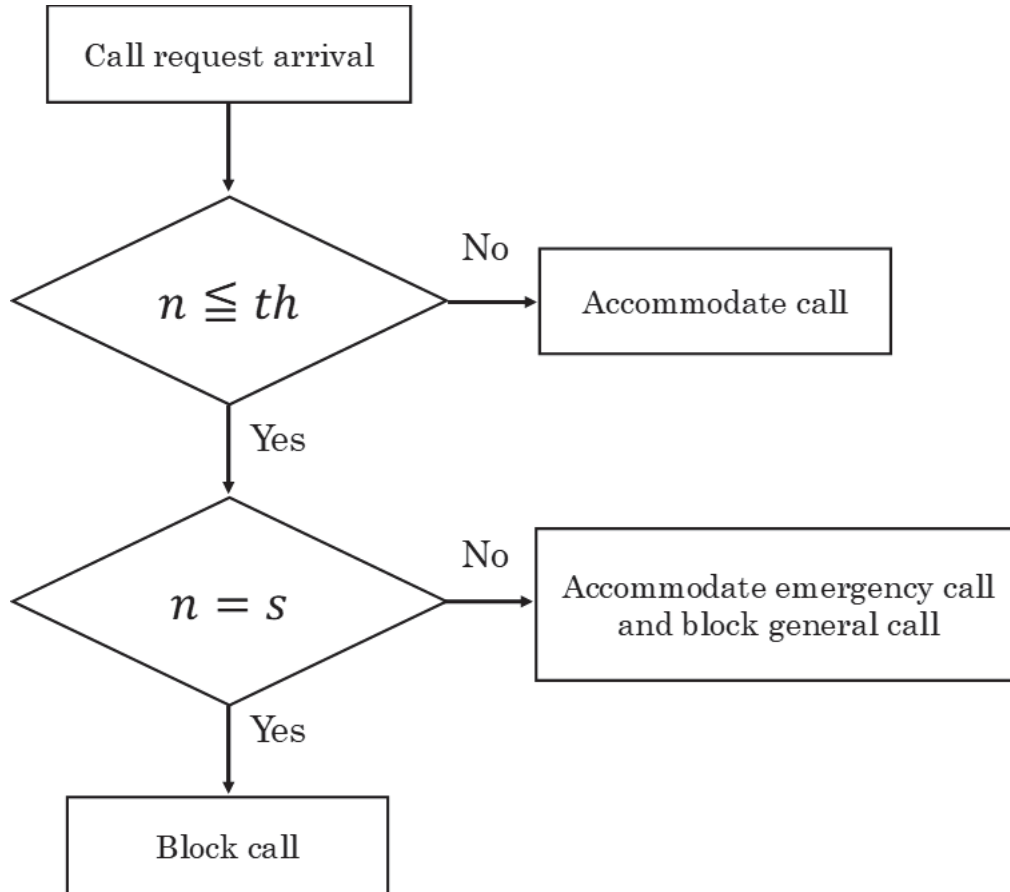 Call request arrival
n ≦ th
No
Accommodate call
Yes
n = s
No
Accommodate emergency call
and block general call
Yes
Block call